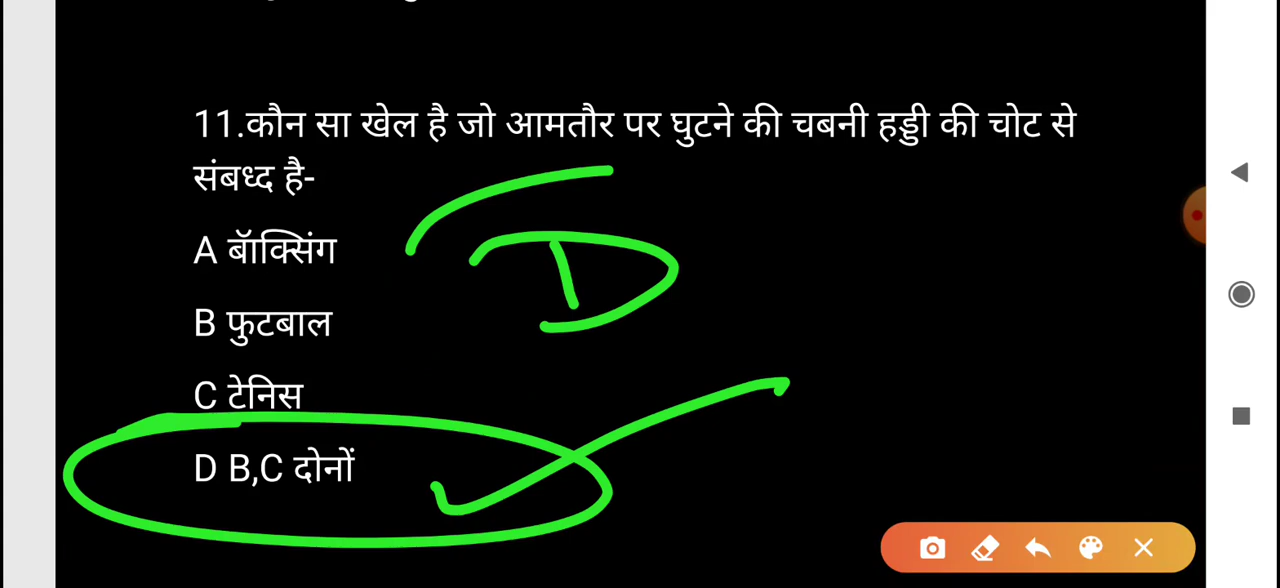 11.कौन सा खेल है जो आमतौर पर घुटने की चबनी हड्डी की चोट से
संबध्द है-
A बॅाक्सिंग
D
B फुटबाल
C टेनिस
D B,C दोनों